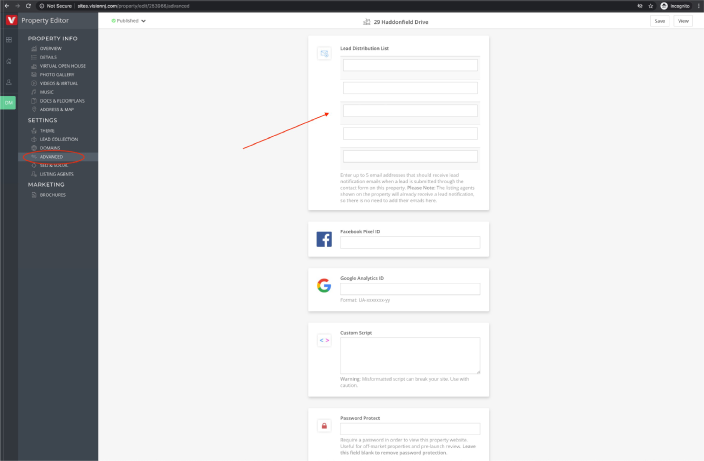 Not Secure | sites.visionnj.com/property/edit/253986/advanced
Incognito
V Property Editor
Published
29 Haddonfield Drive
Save
View
PROPERTY INFO
OVERVIEW
DETAILS
VIRTUAL OPEN HOUSE
PHOTO GALLERY
VIDEOS & VIRTUAL
MUSIC
DOCS & FLOORPLANS
ADDRESS & MAP
DM
SETTINGS
THEME
LEAD COLLECTION
DOMAINS
ADVANCED
LISTING AGENTS
MARKETING
BROCHURES
Lead Distribution List
Enter up to 5 email addresses that should receive lead
notification emails when a lead is submitted through the
contact form on this property. Please Note: The listing agents
shown on the property will already receive a lead notification,
so there is no need to add their emails here.
Facebook Pixel ID
Google Analytics ID
Format: UA-xxxxxxx-yy
Custom Script
< >
Warning: Misformatted script can break your site. Use with
caution.
Password Protect
Require a password in order to view this property website.
Useful for off-market properties and pre-launch review. Leave
this field blank to remove password protection.